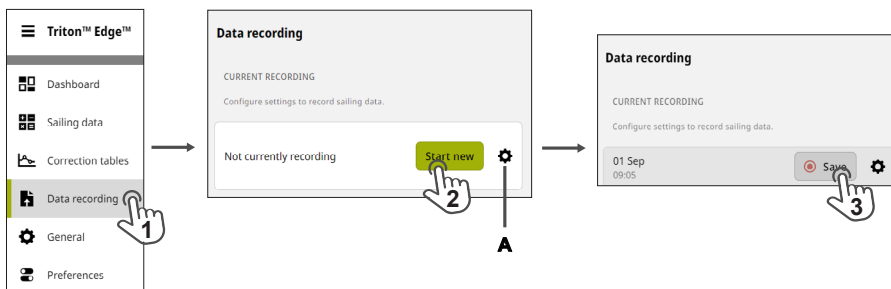 Triton™ Edge™
Dashboard
Sailing data
Correction tables
Data recording
General
Preferences
1
Data recording
CURRENT RECORDING
Configure settings to record sailing data.
Not currently recording
Start new
2
A
Data recording
CURRENT RECORDING
Configure settings to record sailing data.
01 Sep
09:05
Save
3